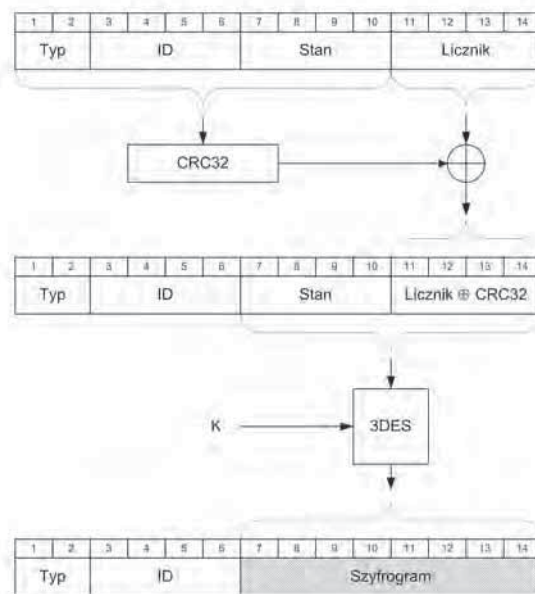 1 2 3 4 5 6 7 8 9 10 11 12 13 14
Typ ID Stan Licznik
CRC32
1 2 3 4 5 6 7 8 9 10 11 12 13 14
Typ ID Stan Licznik ⊕ CRC32
K 3DES
1 2 3 4 5 6 7 8 9 10 11 12 13 14
Typ ID Szyfrogram